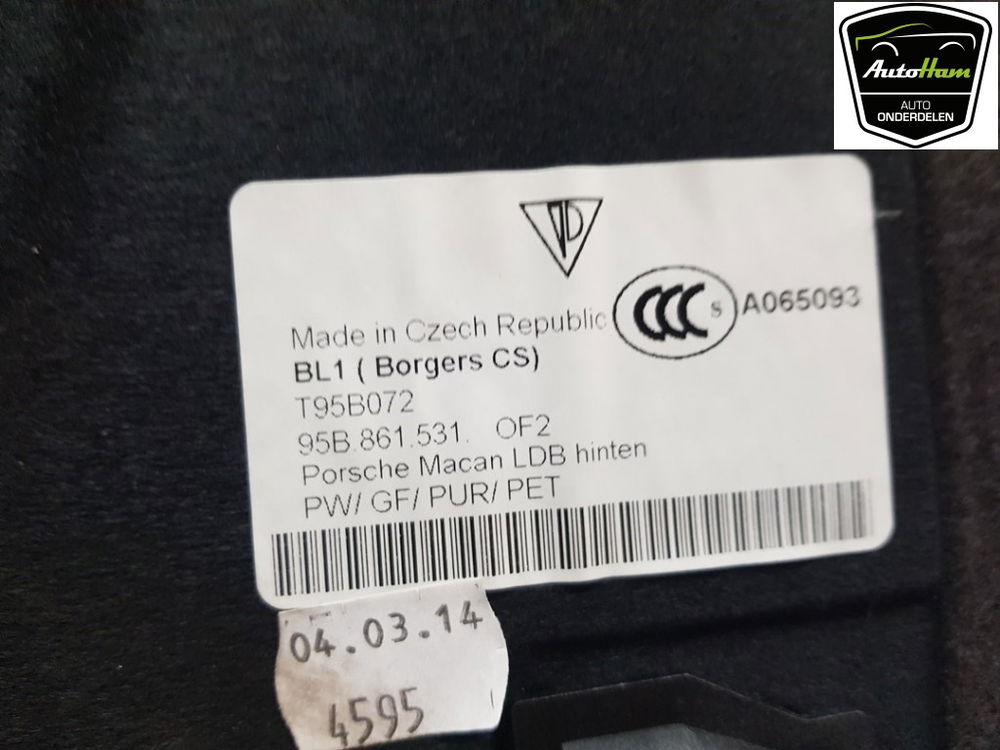 AutoHam
AUTO
ONDERDELEN
Made in Czech Republic
CCC S A065093
BL1 ( Borgers CS)
T95B072
95B.861.531. OF2
Porsche Macan LDB hinten
PW/ GF/ PUR/ PET
04.03.14
4595